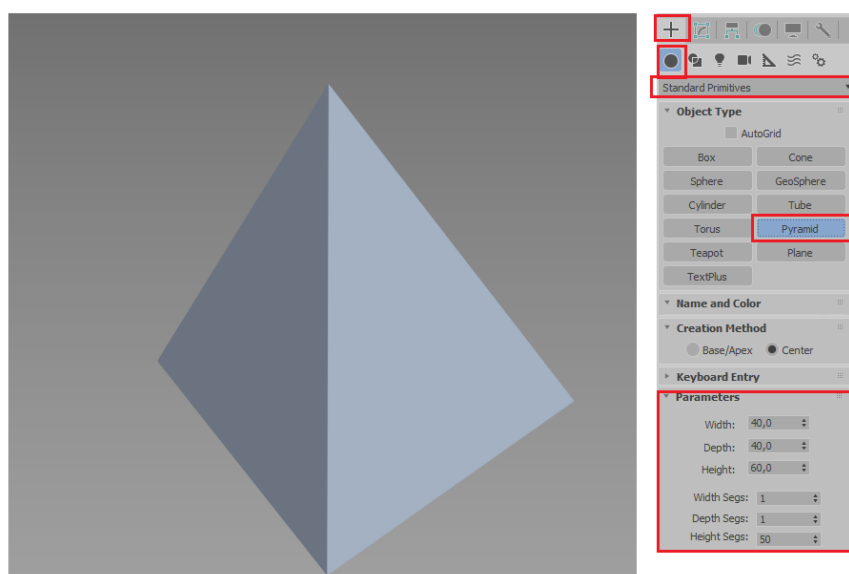 Standard Primitives
Object Type
AutoGrid
Box Cone
Sphere GeoSphere
Cylinder Tube
Torus Pyramid
Teapot Plane
TextPlus
Name and Color
Creation Method
Base/Apex Center
Keyboard Entry
Parameters
Width: 40,0
Depth: 40,0
Height: 60,0
Width Segs: 1
Depth Segs: 1
Height Segs: 50